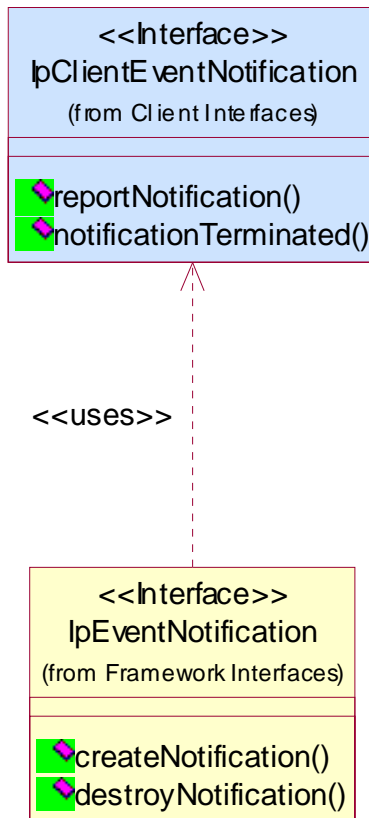 <<Interface>>
IpClientEventNotification
(from Client Interfaces)
reportNotification()
notificationTerminated()
<<uses>>
<<Interface>>
IpEventNotification
(from Framework Interfaces)
createNotification()
destroyNotification()